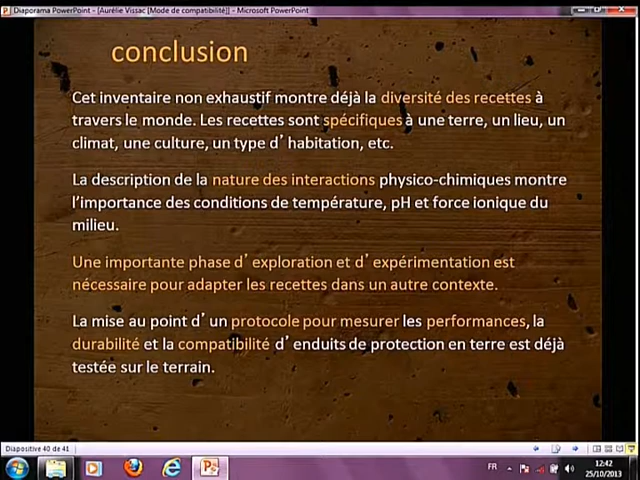 Diaporama PowerPoint - [Aurélie Vissac [Mode de compatibilité]] - Microsoft PowerPoint
conclusion
Cet inventaire non exhaustif montre déjà la diversité des recettes à
travers le monde. Les recettes sont spécifiques à une terre, un lieu, un
climat, une culture, un type d' habitation, etc.
La description de la nature des interactions physico-chimiques montre
l'importance des conditions de température, pH et force ionique du
milieu.
Une importante phase d' exploration et d' expérimentation est
nécessaire pour adapter les recettes dans un autre contexte.
La mise au point d' un protocole pour mesurer les performances, la
durabilité et la compatibilité d' enduits de protection en terre est déjà
testée sur le terrain.
Diapositive 40 de 41
FR
12:42
25/10/2013